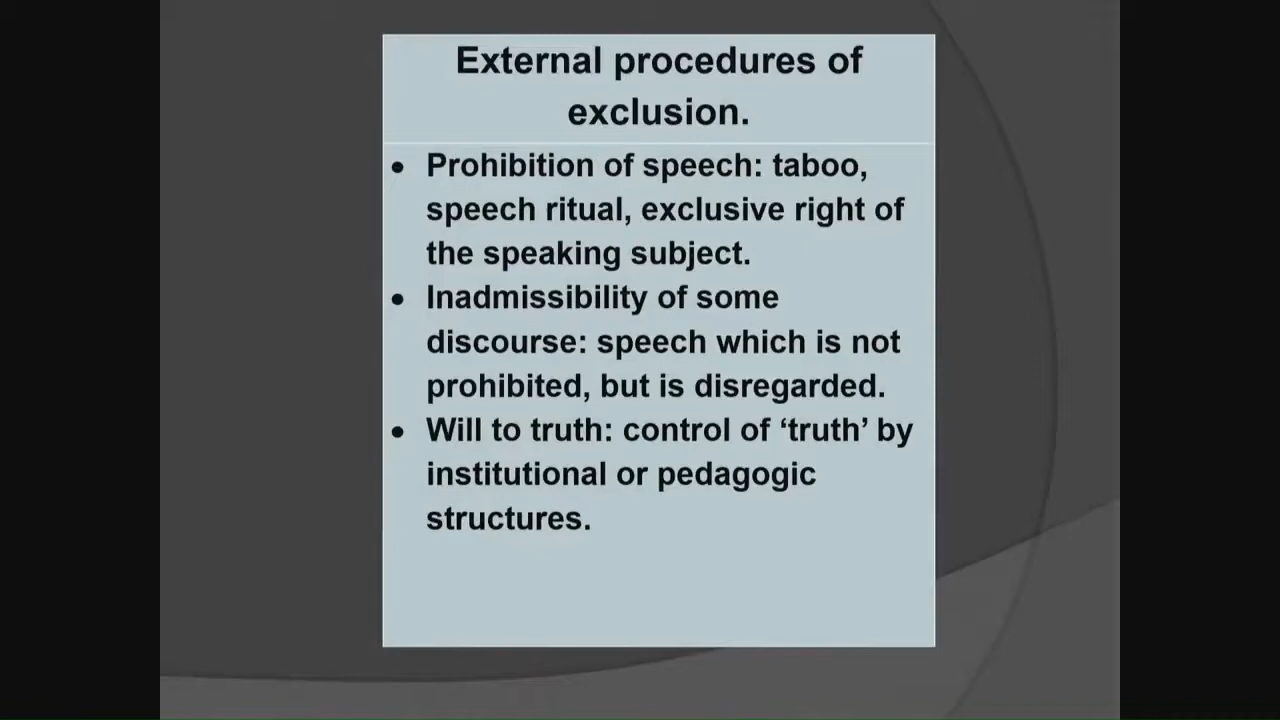 External procedures of
exclusion.
• Prohibition of speech: taboo,
speech ritual, exclusive right of
the speaking subject.
• Inadmissibility of some
discourse: speech which is not
prohibited, but is disregarded.
• Will to truth: control of ‘truth’ by
institutional or pedagogic
structures.